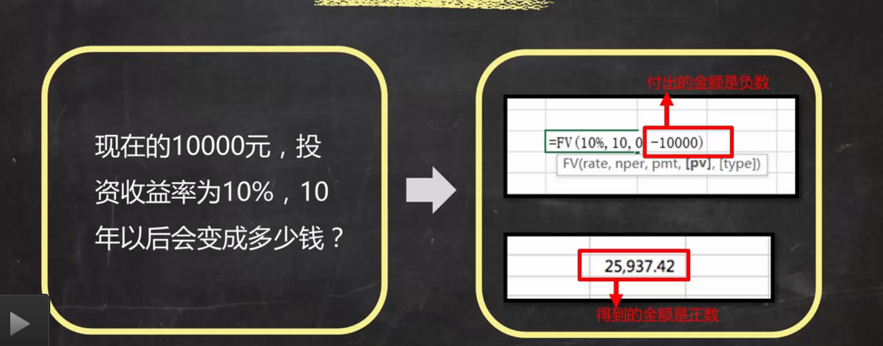 现在的10000元，投
资收益率为10%，10
年以后会变成多少钱？
付出的金额是负数
=FV(10%,10,0,-10000)
FV(rate, nper, pmt, [pv], [type])
25,937.42
得到的金额是正数